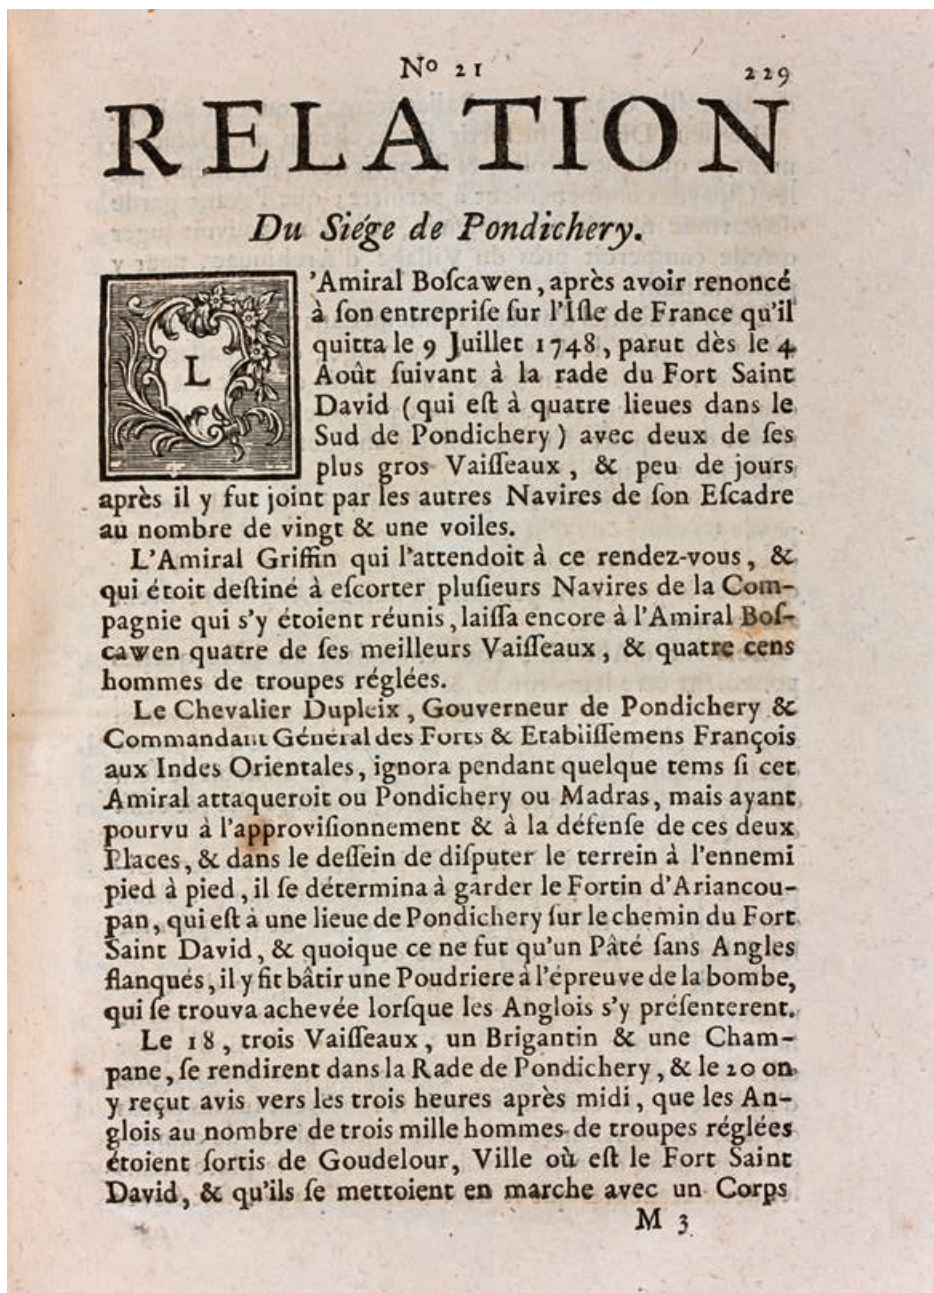 Nº 21 229
RELATION
Du Siége de Pondichery.
L'Amiral Boſcawen, après avoir renoncé
à ſon entrepriſe ſur l'Iſle de France qu'il
quitta le 9 Juillet 1748, parut dès le 4
Août ſuivant à la rade du Fort Saint
David (qui eſt à quatre lieues dans le
Sud de Pondichery) avec deux de ſes
plus gros Vaiſſeaux, & peu de jours
après il y fut joint par les autres Navires de ſon Eſcadre
au nombre de vingt & une voiles.
L'Amiral Griffin qui l'attendoit à ce rendez-vous, &
qui étoit deſtiné à eſcorter pluſieurs Navires de la Com-
pagnie qui s'y étoient réunis, laiſſa encore à l'Amiral Boſ-
cawen quatre de ſes meilleurs Vaiſſeaux, & quatre cens
hommes de troupes réglées.
Le Chevalier Dupleix, Gouverneur de Pondichery &
Commandant Général des Forts & Etabliſſemens François
aux Indes Orientales, ignora pendant quelque tems ſi cet
Amiral attaqueroit ou Pondichery ou Madras, mais ayant
pourvu à l'approviſionnement & à la défenſe de ces deux
Places, & dans le deſſein de diſputer le terrein à l'ennemi
pied à pied, il ſe détermina à garder le Fortin d'Ariancou-
pan, qui eſt à une lieue de Pondichery ſur le chemin du Fort
Saint David, & quoique ce ne fut qu'un Pâté ſans Angles
flanqués, il y fit bâtir une Poudriere à l'épreuve de la bombe,
qui ſe trouva achevée lorſque les Anglois s'y préſenterent.
Le 18, trois Vaiſſeaux, un Brigantin & une Cham-
pane, ſe rendirent dans la Rade de Pondichery, & le 20 on
y reçut avis vers les trois heures après midi, que les An-
glois au nombre de trois mille hommes de troupes réglées
étoient ſortis de Goudelour, Ville où eſt le Fort Saint
David, & qu'ils ſe mettoient en marche avec un Corps
M 3